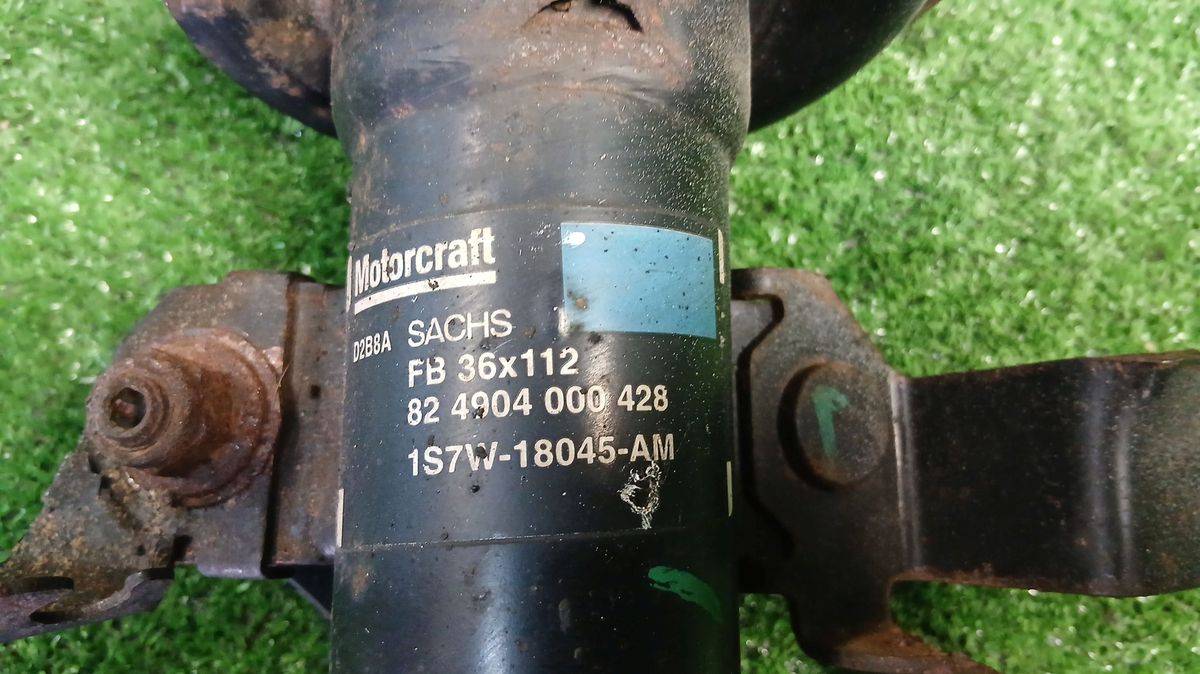 Motorcraft
D2B8A SACHS
FB 36x112
82 4904 000 428
1S7W-18045-AM